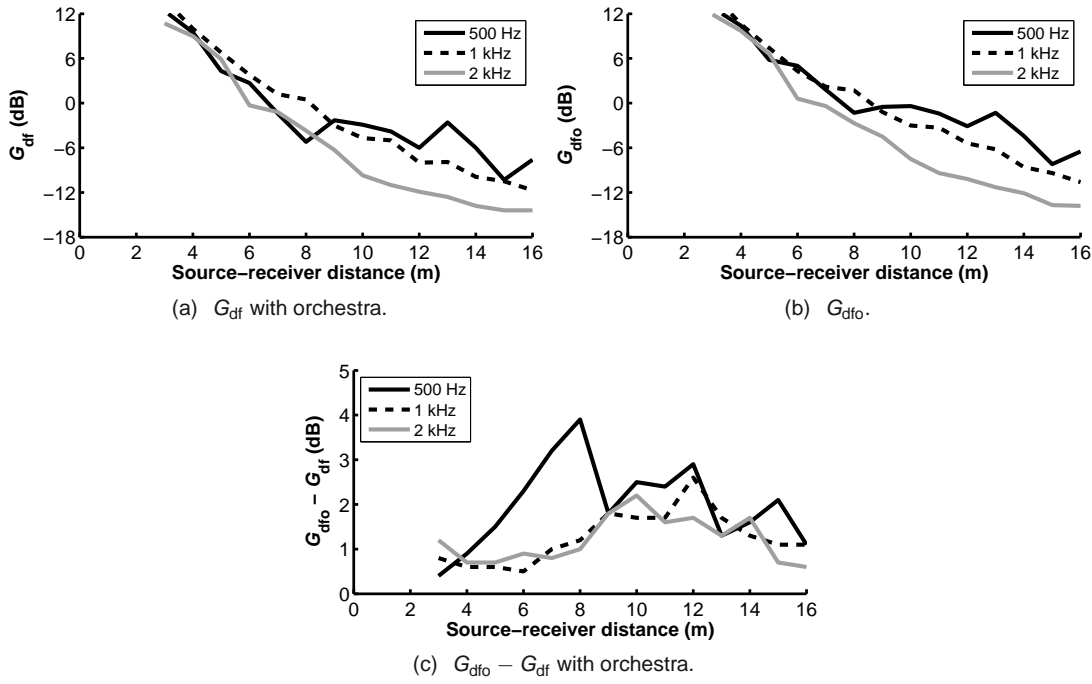 12
6
0
−6
−12
−18
G_df (dB)
0 2 4 6 8 10 12 14 16
Source−receiver distance (m)
500 Hz
1 kHz
2 kHz
(a) G_df with orchestra.
12
6
0
−6
−12
−18
G_dfo (dB)
0 2 4 6 8 10 12 14 16
Source−receiver distance (m)
500 Hz
1 kHz
2 kHz
(b) G_dfo.
5
4
3
2
1
0
G_dfo − G_df (dB)
0 2 4 6 8 10 12 14 16
Source−receiver distance (m)
500 Hz
1 kHz
2 kHz
(c) G_dfo − G_df with orchestra.